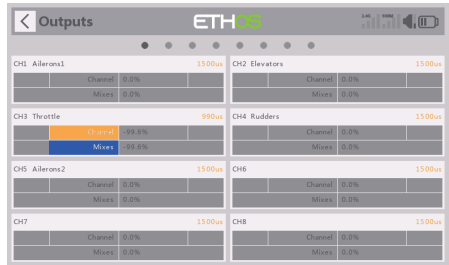 Outputs ETHOS 2.4G 900M
CH1 Ailerons1 1500us
Channel 0.0%
Mixes 0.0%
CH2 Elevators 1500us
Channel 0.0%
Mixes 0.0%
CH3 Throttle 990us
Channel -99.6%
Mixes -99.6%
CH4 Rudders 1500us
Channel 0.0%
Mixes 0.0%
CH5 Ailerons2 1500us
Channel 0.0%
Mixes 0.0%
CH6 1500us
Channel 0.0%
Mixes 0.0%
CH7 1500us
Channel 0.0%
Mixes 0.0%
CH8 1500us
Channel 0.0%
Mixes 0.0%